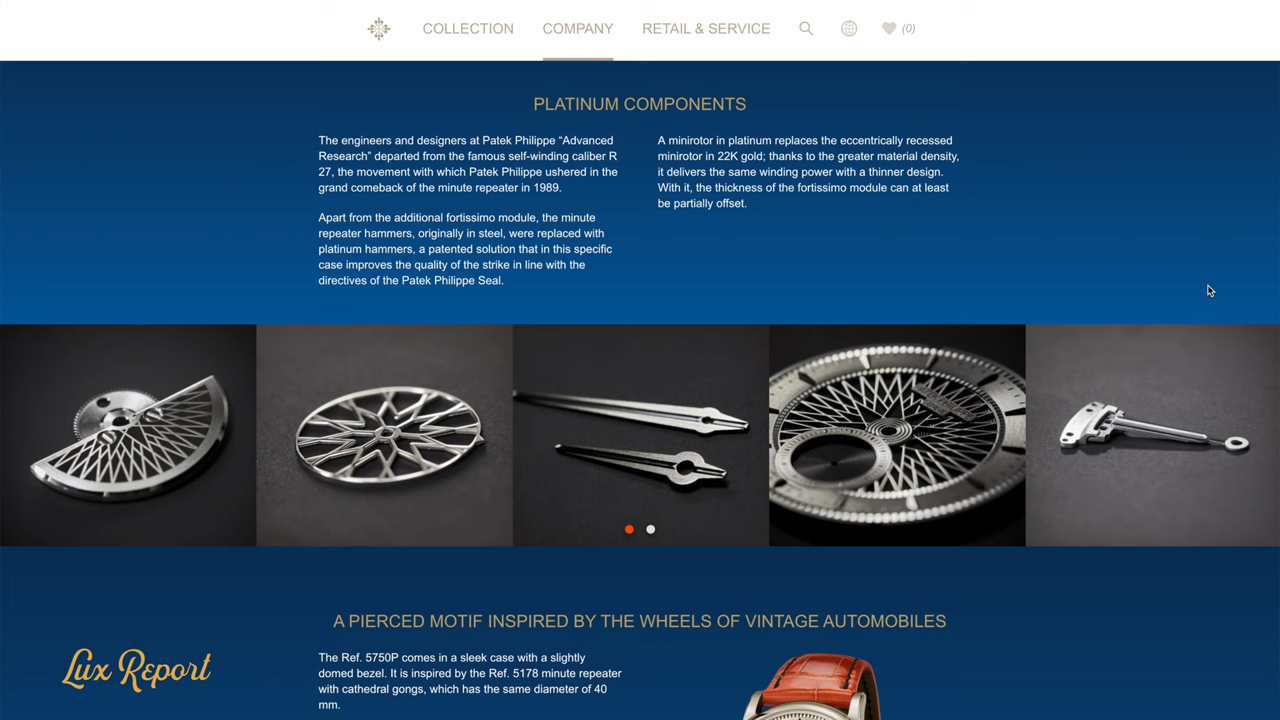 COLLECTION COMPANY RETAIL & SERVICE (0)
PLATINUM COMPONENTS
The engineers and designers at Patek Philippe “Advanced
Research” departed from the famous self-winding caliber R
27, the movement with which Patek Philippe ushered in the
grand comeback of the minute repeater in 1989.
Apart from the additional fortissimo module, the minute
repeater hammers, originally in steel, were replaced with
platinum hammers, a patented solution that in this specific
case improves the quality of the strike in line with the
directives of the Patek Philippe Seal.
A minirotor in platinum replaces the eccentrically recessed
minirotor in 22K gold; thanks to the greater material density,
it delivers the same winding power with a thinner design.
With it, the thickness of the fortissimo module can at least
be partially offset.
A PIERCED MOTIF INSPIRED BY THE WHEELS OF VINTAGE AUTOMOBILES
Lux Report
The Ref. 5750P comes in a sleek case with a slightly
domed bezel. It is inspired by the Ref. 5178 minute repeater
with cathedral gongs, which has the same diameter of 40
mm.